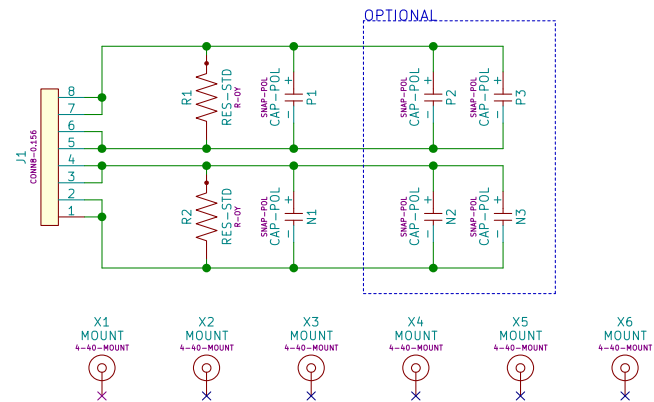 OPTIONAL
J1
CONN8-0.156
8
7
6
5
4
3
2
1
R1
RES-STD
R-0Y
SNAP-POL
CAP-POL
+
-
P1
SNAP-POL
CAP-POL
+
-
P2
SNAP-POL
CAP-POL
+
-
P3
R2
RES-STD
R-0Y
SNAP-POL
CAP-POL
+
-
N1
SNAP-POL
CAP-POL
+
-
N2
SNAP-POL
CAP-POL
+
-
N3
X1
MOUNT
4-40-MOUNT
X2
MOUNT
4-40-MOUNT
X3
MOUNT
4-40-MOUNT
X4
MOUNT
4-40-MOUNT
X5
MOUNT
4-40-MOUNT
X6
MOUNT
4-40-MOUNT